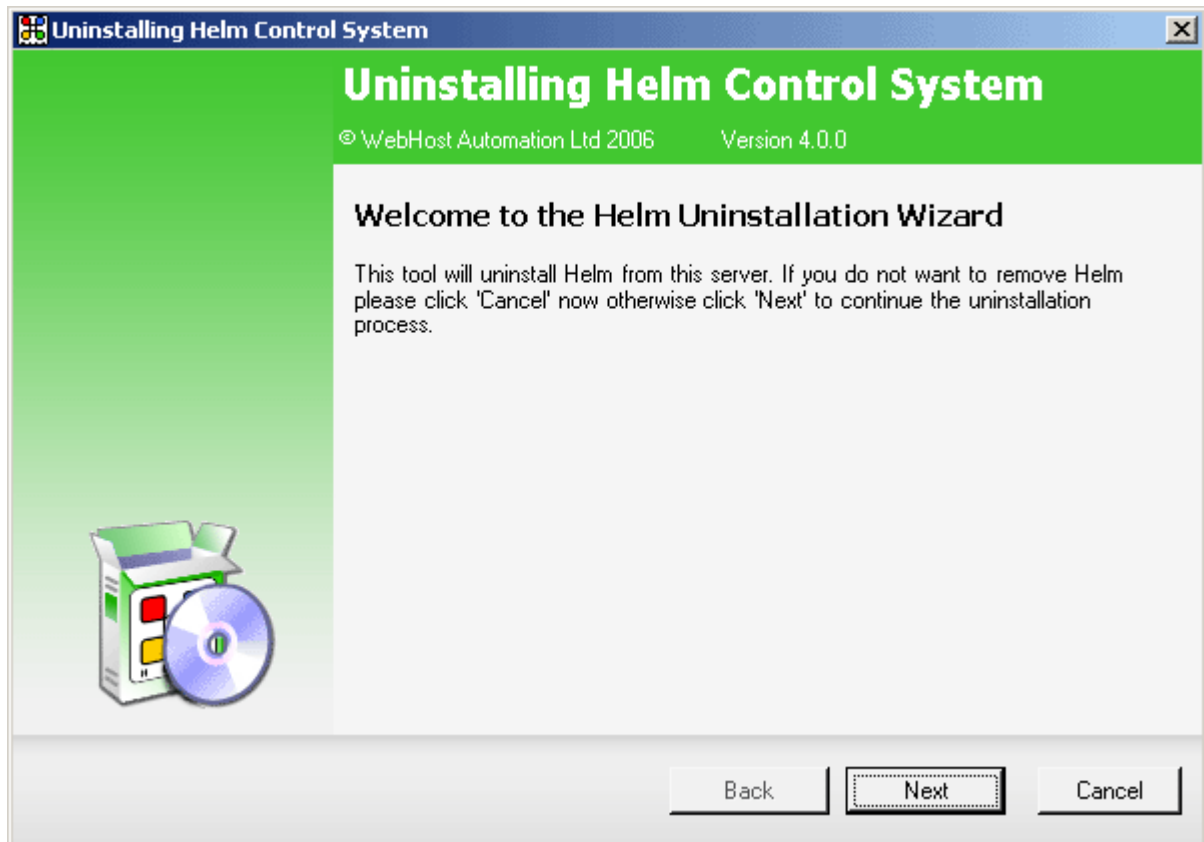 Uninstalling Helm Control System
Uninstalling Helm Control System
© WebHost Automation Ltd 2006 Version 4.0.0
Welcome to the Helm Uninstallation Wizard
This tool will uninstall Helm from this server. If you do not want to remove Helm
please click 'Cancel' now otherwise click 'Next' to continue the uninstallation
process.
Back Next Cancel